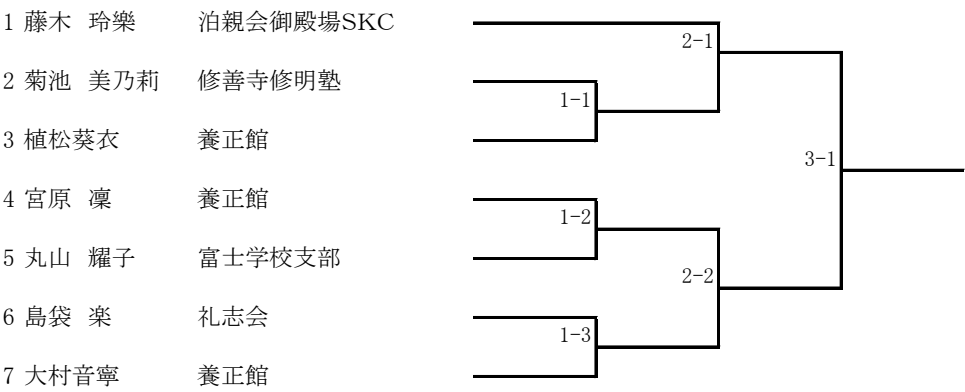 1 藤木 玲樂 泊親会御殿場SKC
2-1
2 菊池 美乃莉 修善寺修明塾
1-1
3 植松葵衣 養正館
3-1
4 宮原 凜 養正館
1-2
5 丸山 耀子 富士学校支部
2-2
6 島袋 楽 礼志会
1-3
7 大村音寧 養正館